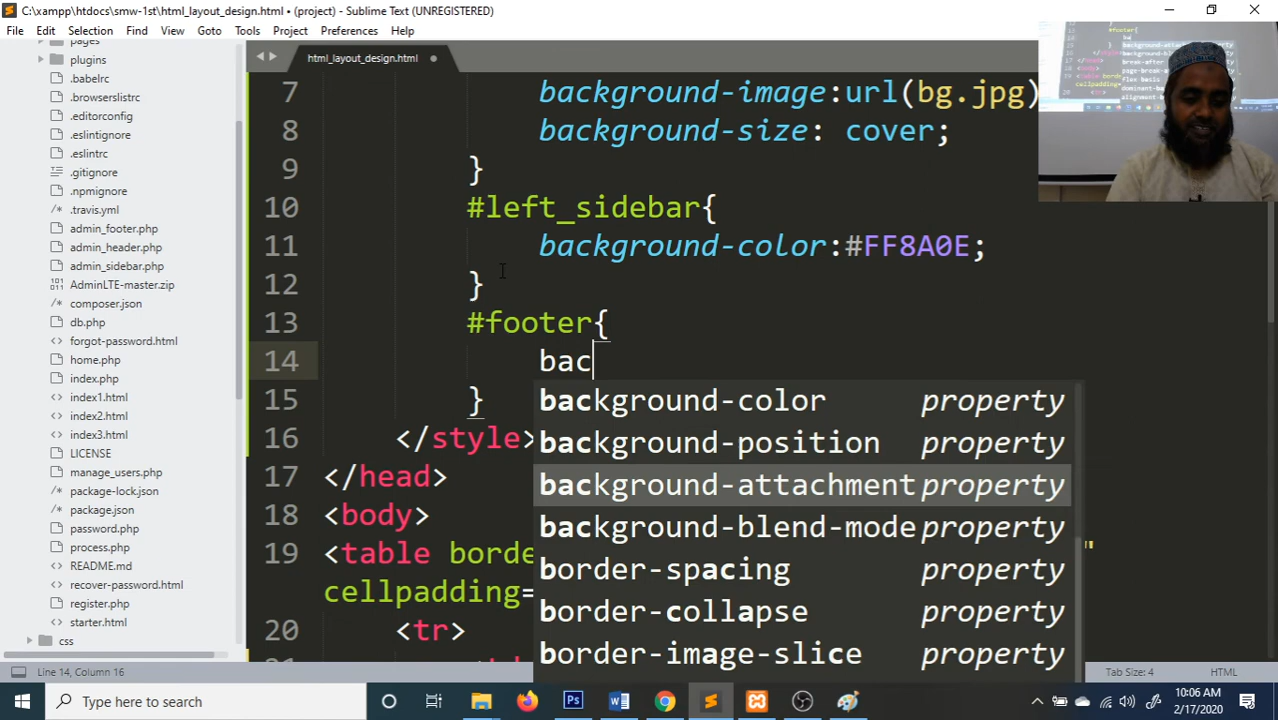 C:\xampp\htdocs\smw-1st\html_layout_design.html • (project) - Sublime Text (UNREGISTERED)
File Edit Selection Find View Goto Tools Project Preferences Help
html_layout_design.html
pages
plugins
.babelrc
.browserslistrc
.editorconfig
.eslintignore
.eslintrc
.gitignore
.npmignore
.travis.yml
admin_footer.php
admin_header.php
admin_sidebar.php
AdminLTE-master.zip
composer.json
db.php
forgot-password.html
home.php
index.php
index1.html
index2.html
index3.html
LICENSE
manage_users.php
package-lock.json
package.json
password.php
process.php
README.md
recover-password.html
register.php
starter.html
css
7 background-image:url(bg.jpg)
8 background-size: cover;
9 }
10 #left_sidebar{
11 background-color:#FF8A0E;
12 }
13 #footer{
14 bac
15 }
16 </style>
17 </head>
18 <body>
19 <table borde "
cellpadding=
20 <tr>
21
background-color property
background-position property
background-attachment property
background-blend-mode property
border-spacing property
border-collapse property
border-image-slice property
Line 14, Column 16
Tab Size: 4
HTML
Type here to search
10:06 AM
2/17/2020